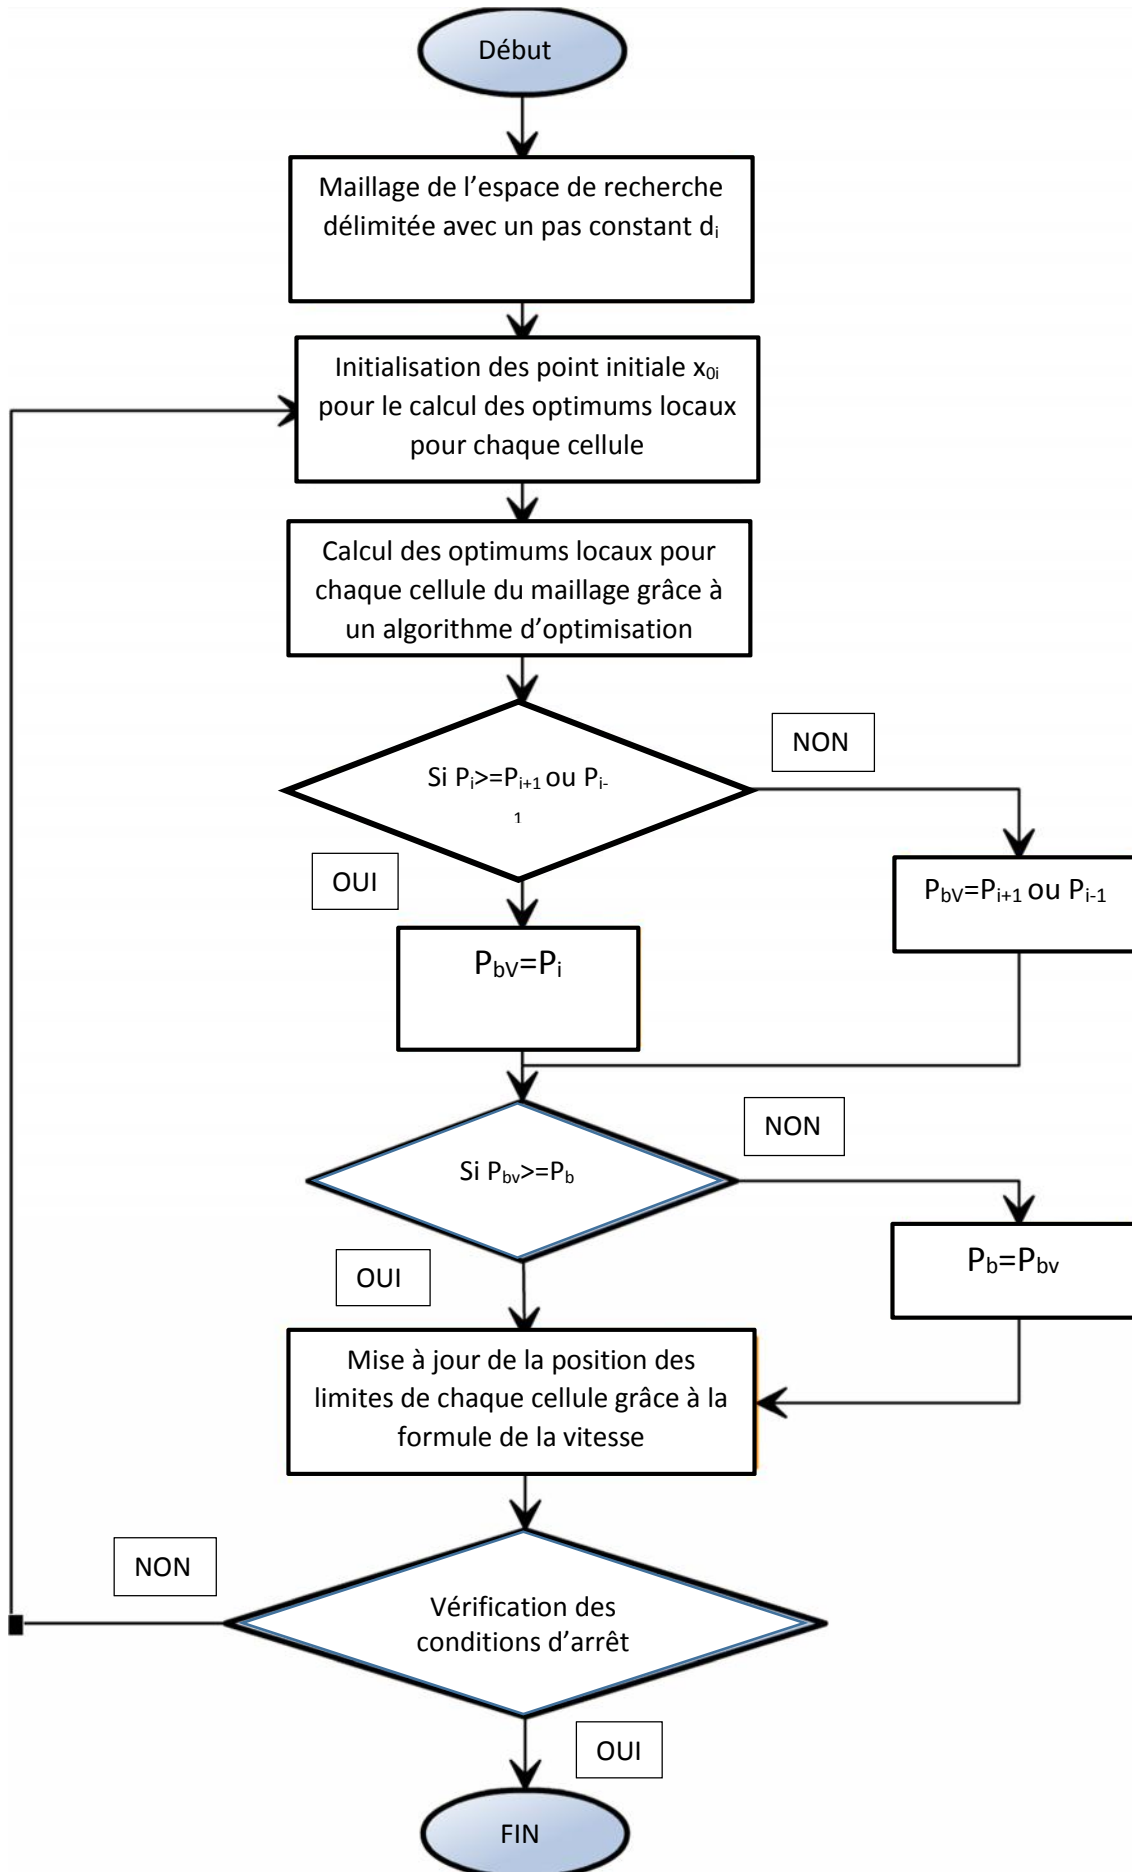 Début
Maillage de l’espace de recherche
délimitée avec un pas constant di
Initialisation des point initiale x0i
pour le calcul des optimums locaux
pour chaque cellule
Calcul des optimums locaux pour
chaque cellule du maillage grâce à
un algorithme d’optimisation
Si Pi>=Pi+1 ou Pi-
1
NON
OUI
PbV=Pi+1 ou Pi-1
PbV=Pi
Si Pbv>=Pb
NON
OUI
Pb=Pbv
Mise à jour de la position des
limites de chaque cellule grâce à la
formule de la vitesse
NON
Vérification des
conditions d’arrêt
OUI
FIN